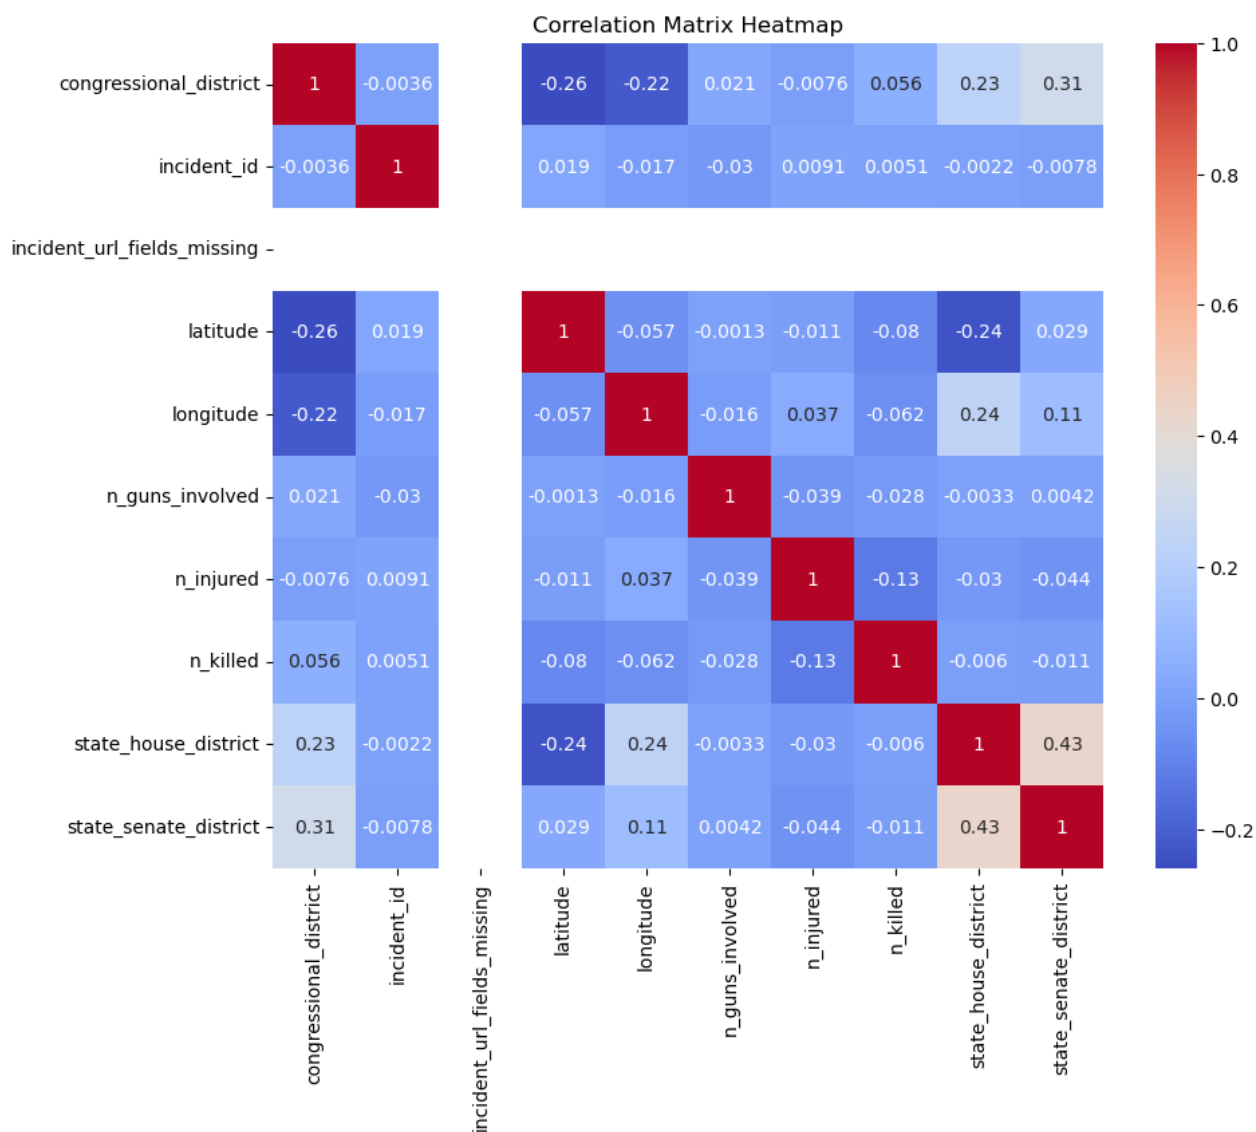 Correlation Matrix Heatmap
congressional_district 1 -0.0036 -0.26 -0.22 0.021 -0.0076 0.056 0.23 0.31
incident_id -0.0036 1 0.019 -0.017 -0.03 0.0091 0.0051 -0.0022 -0.0078
incident_url_fields_missing
latitude -0.26 0.019 1 -0.057 -0.0013 -0.011 -0.08 -0.24 0.029
longitude -0.22 -0.017 -0.057 1 -0.016 0.037 -0.062 0.24 0.11
n_guns_involved 0.021 -0.03 -0.0013 -0.016 1 -0.039 -0.028 -0.0033 0.0042
n_injured -0.0076 0.0091 -0.011 0.037 -0.039 1 -0.13 -0.03 -0.044
n_killed 0.056 0.0051 -0.08 -0.062 -0.028 -0.13 1 -0.006 -0.011
state_house_district 0.23 -0.0022 -0.24 0.24 -0.0033 -0.03 -0.006 1 0.43
state_senate_district 0.31 -0.0078 0.029 0.11 0.0042 -0.044 -0.011 0.43 1
congressional_district
incident_id
incident_url_fields_missing
latitude
longitude
n_guns_involved
n_injured
n_killed
state_house_district
state_senate_district
1.0
0.8
0.6
0.4
0.2
0.0
−0.2